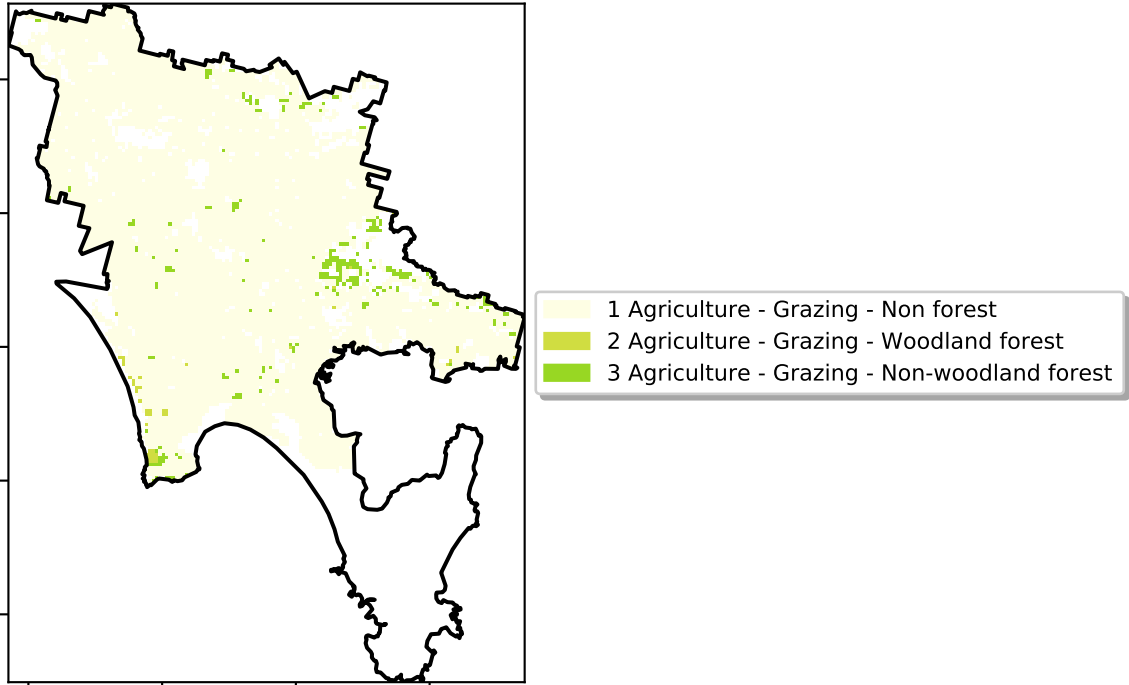 1 Agriculture - Grazing - Non forest
2 Agriculture - Grazing - Woodland forest
3 Agriculture - Grazing - Non-woodland forest